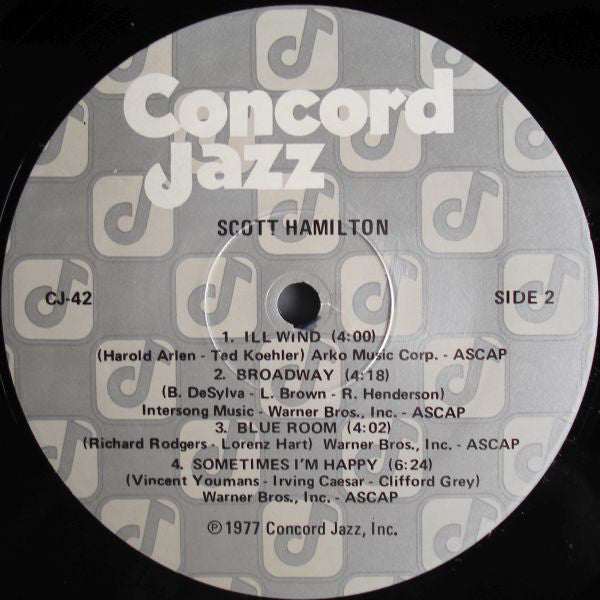 Concord
Jazz
SCOTT HAMILTON
CJ-42
SIDE 2
1. ILL WIND (4:00)
(Harold Arlen - Ted Koehler) Arko Music Corp. - ASCAP
2. BROADWAY (4:18)
(B. DeSylva - L. Brown - R. Henderson)
Intersong Music - Warner Bros., Inc. - ASCAP
3. BLUE ROOM (4:02)
(Richard Rodgers - Lorenz Hart) Warner Bros., Inc. - ASCAP
4. SOMETIMES I'M HAPPY (6:24)
(Vincent Youmans - Irving Caesar - Clifford Grey)
Warner Bros., Inc. - ASCAP
℗ 1977 Concord Jazz, Inc.